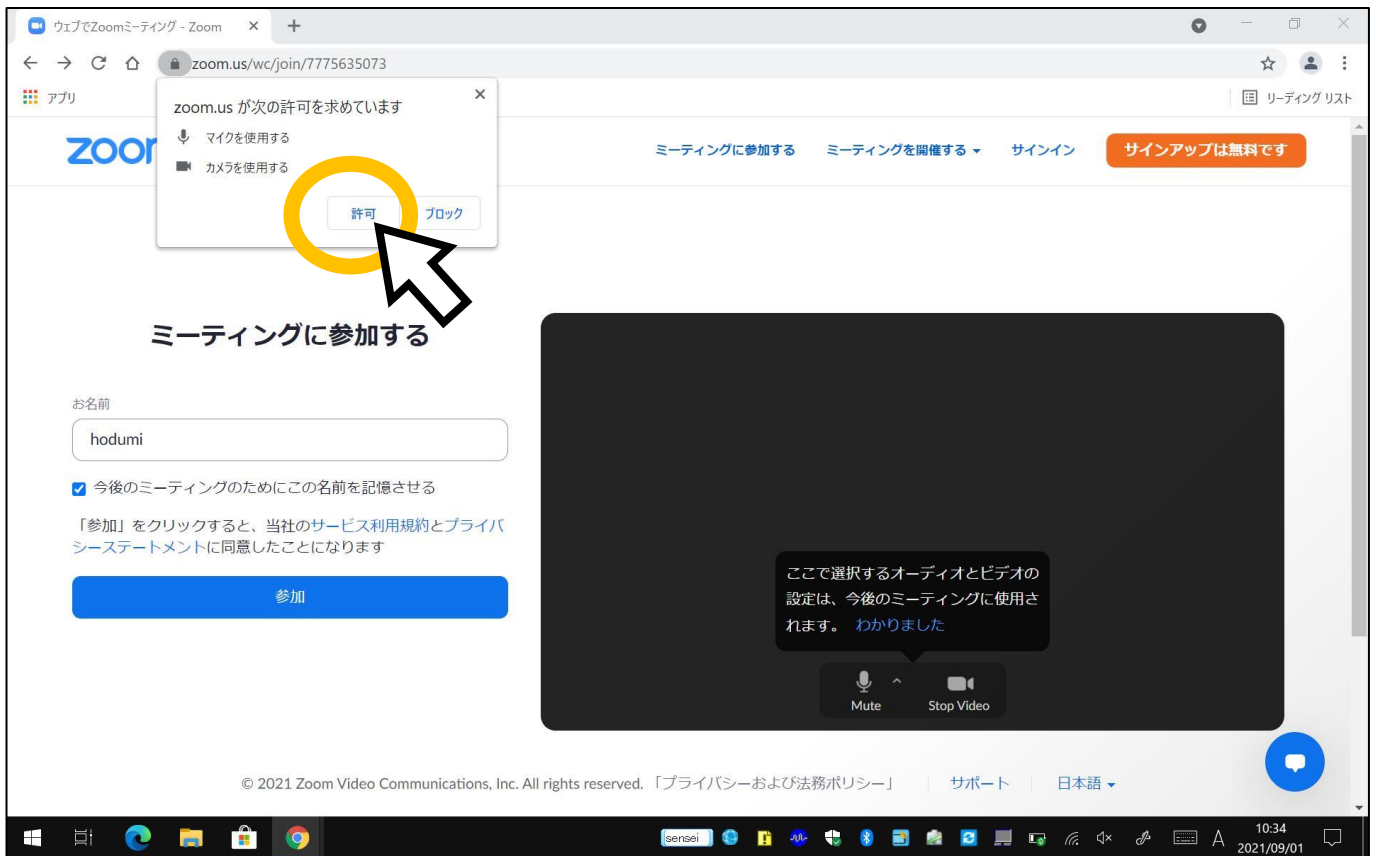 ウェブでZoomミーティング - Zoom
zoom.us/wc/join/7775635073
アプリ
リーディング リスト
zoom.us が次の許可を求めています
マイクを使用する
カメラを使用する
許可
ブロック
ミーティングに参加する
ミーティングを開催する
サインイン
サインアップは無料です
ミーティングに参加する
お名前
hodumi
今後のミーティングのためにこの名前を記憶させる
「参加」をクリックすると、当社のサービス利用規約とプライバ
シーステートメントに同意したことになります
参加
ここで選択するオーディオとビデオの
設定は、今後のミーティングに使用さ
れます。 わかりました
Mute
Stop Video
© 2021 Zoom Video Communications, Inc. All rights reserved. 「プライバシーおよび法務ポリシー」
サポート
日本語
sensei
A
10:34
2021/09/01